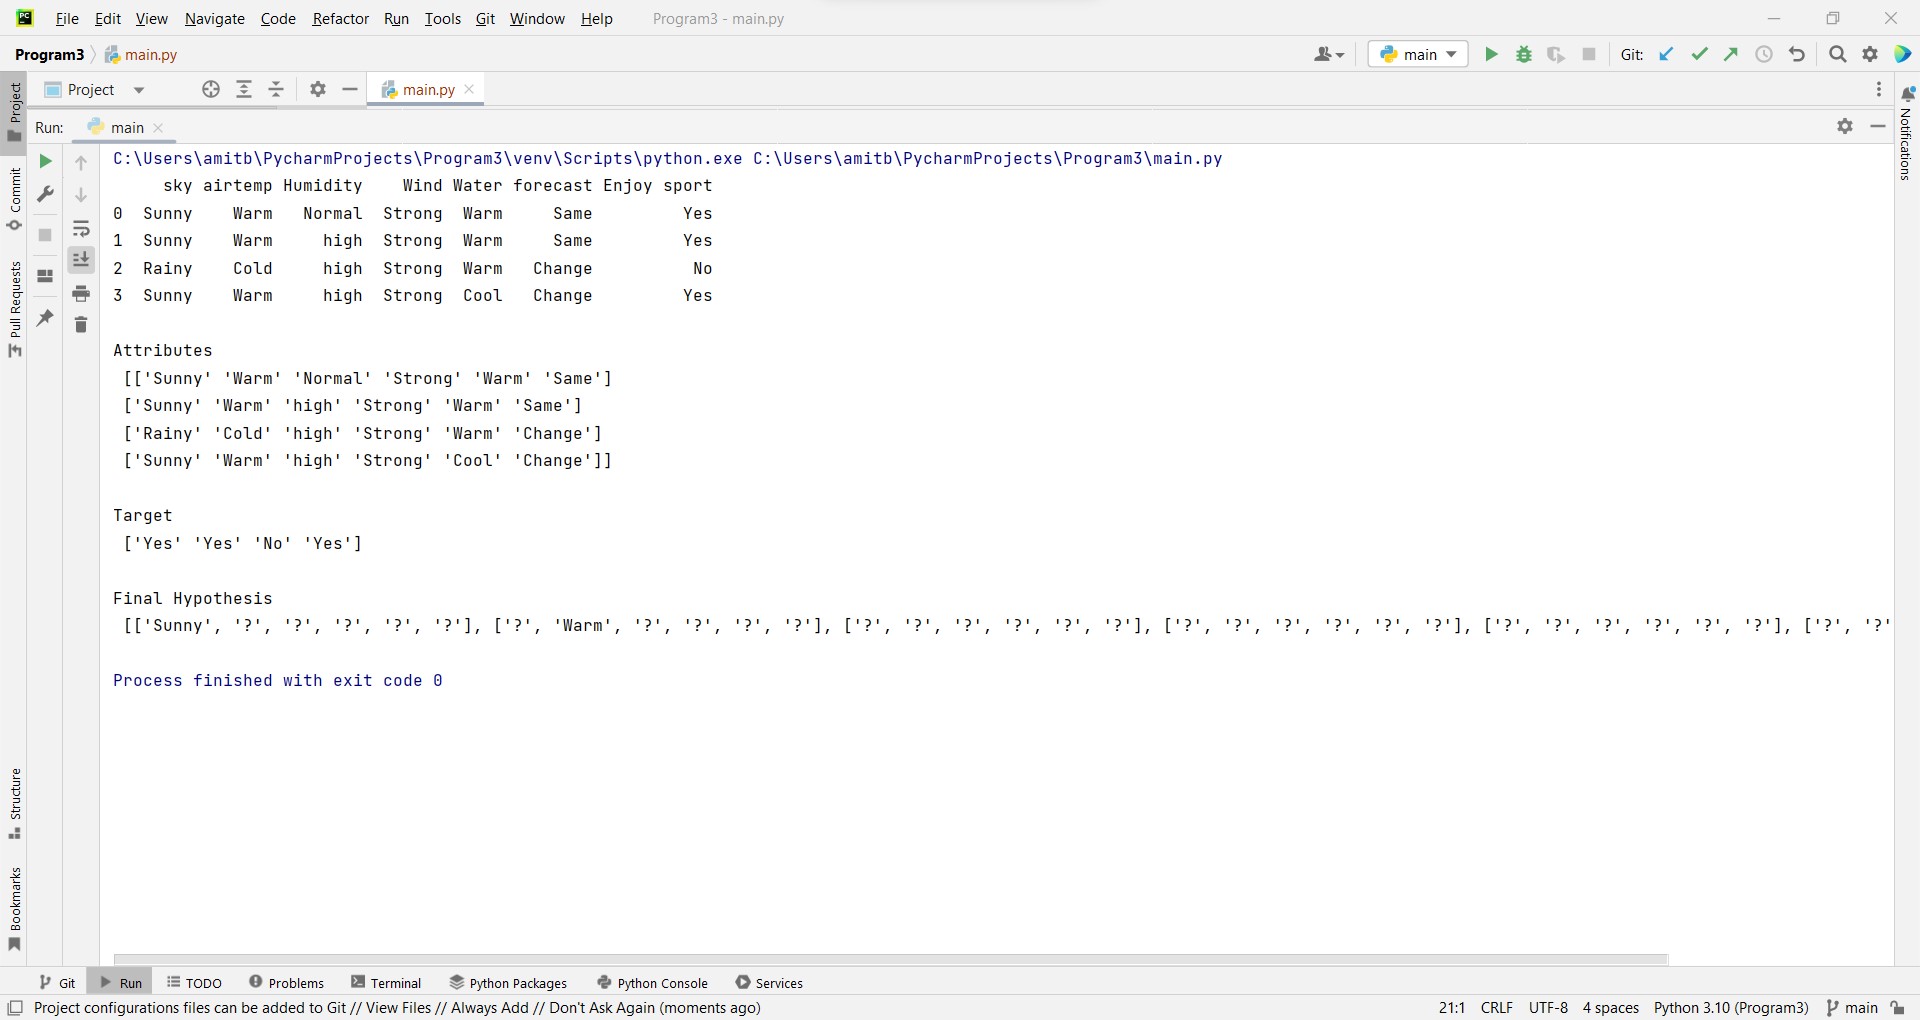 PC File Edit View Navigate Code Refactor Run Tools Git Window Help Program3 - main.py
Program3 main.py main Git:
Project main.py
Run: main
C:\Users\amitb\PycharmProjects\Program3\venv\Scripts\python.exe C:\Users\amitb\PycharmProjects\Program3\main.py
sky airtemp Humidity Wind Water forecast Enjoy sport
0 Sunny Warm Normal Strong Warm Same Yes
1 Sunny Warm high Strong Warm Same Yes
2 Rainy Cold high Strong Warm Change No
3 Sunny Warm high Strong Cool Change Yes
Attributes
[['Sunny' 'Warm' 'Normal' 'Strong' 'Warm' 'Same']
['Sunny' 'Warm' 'high' 'Strong' 'Warm' 'Same']
['Rainy' 'Cold' 'high' 'Strong' 'Warm' 'Change']
['Sunny' 'Warm' 'high' 'Strong' 'Cool' 'Change']]
Target
['Yes' 'Yes' 'No' 'Yes']
Final Hypothesis
[['Sunny', '?', '?', '?', '?', '?'], ['?', 'Warm', '?', '?', '?', '?'], ['?', '?', '?', '?', '?', '?'], ['?', '?', '?', '?', '?', '?'], ['?', '?', '?', '?', '?', '?'], ['?', '?'
Process finished with exit code 0
Project
Commit
Pull Requests
Structure
Bookmarks
Notifications
Git Run TODO Problems Terminal Python Packages Python Console Services
Project configurations files can be added to Git // View Files // Always Add // Don't Ask Again (moments ago) 21:1 CRLF UTF-8 4 spaces Python 3.10 (Program3) main